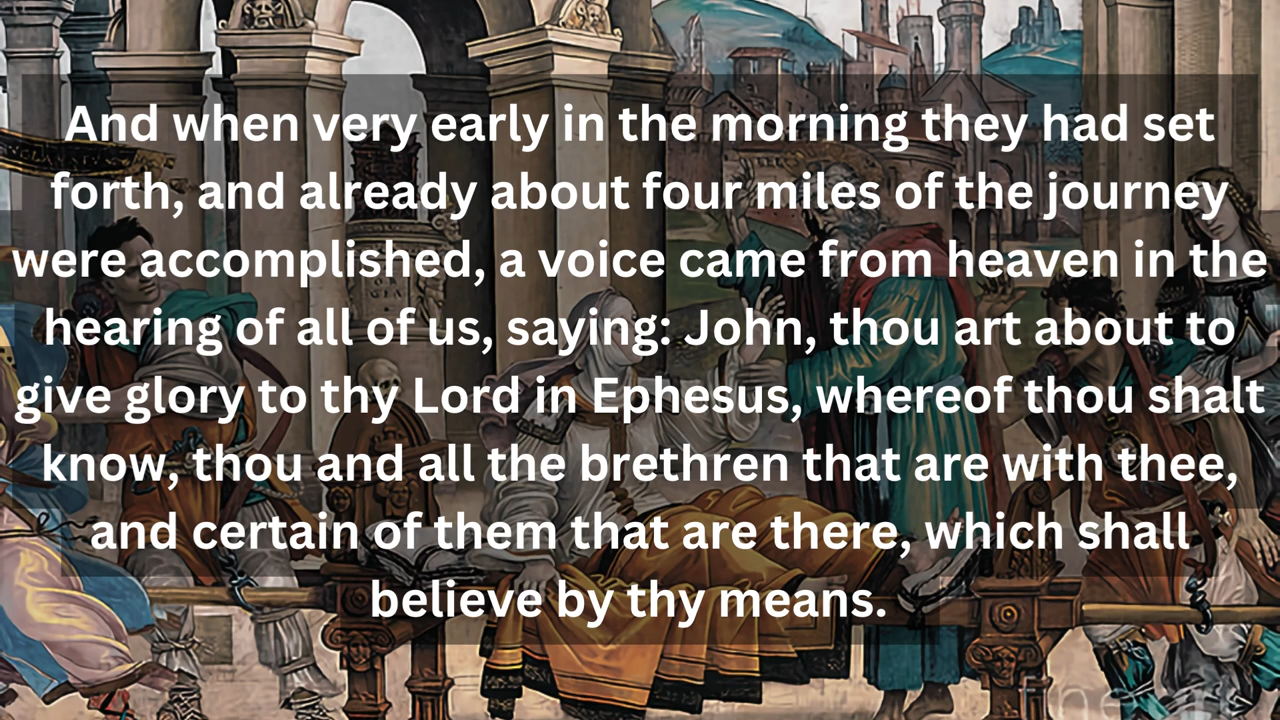 And when very early in the morning they had set
forth, and already about four miles of the journey
were accomplished, a voice came from heaven in the
hearing of all of us, saying: John, thou art about to
give glory to thy Lord in Ephesus, whereof thou shalt
know, thou and all the brethren that are with thee,
and certain of them that are there, which shall
believe by thy means.